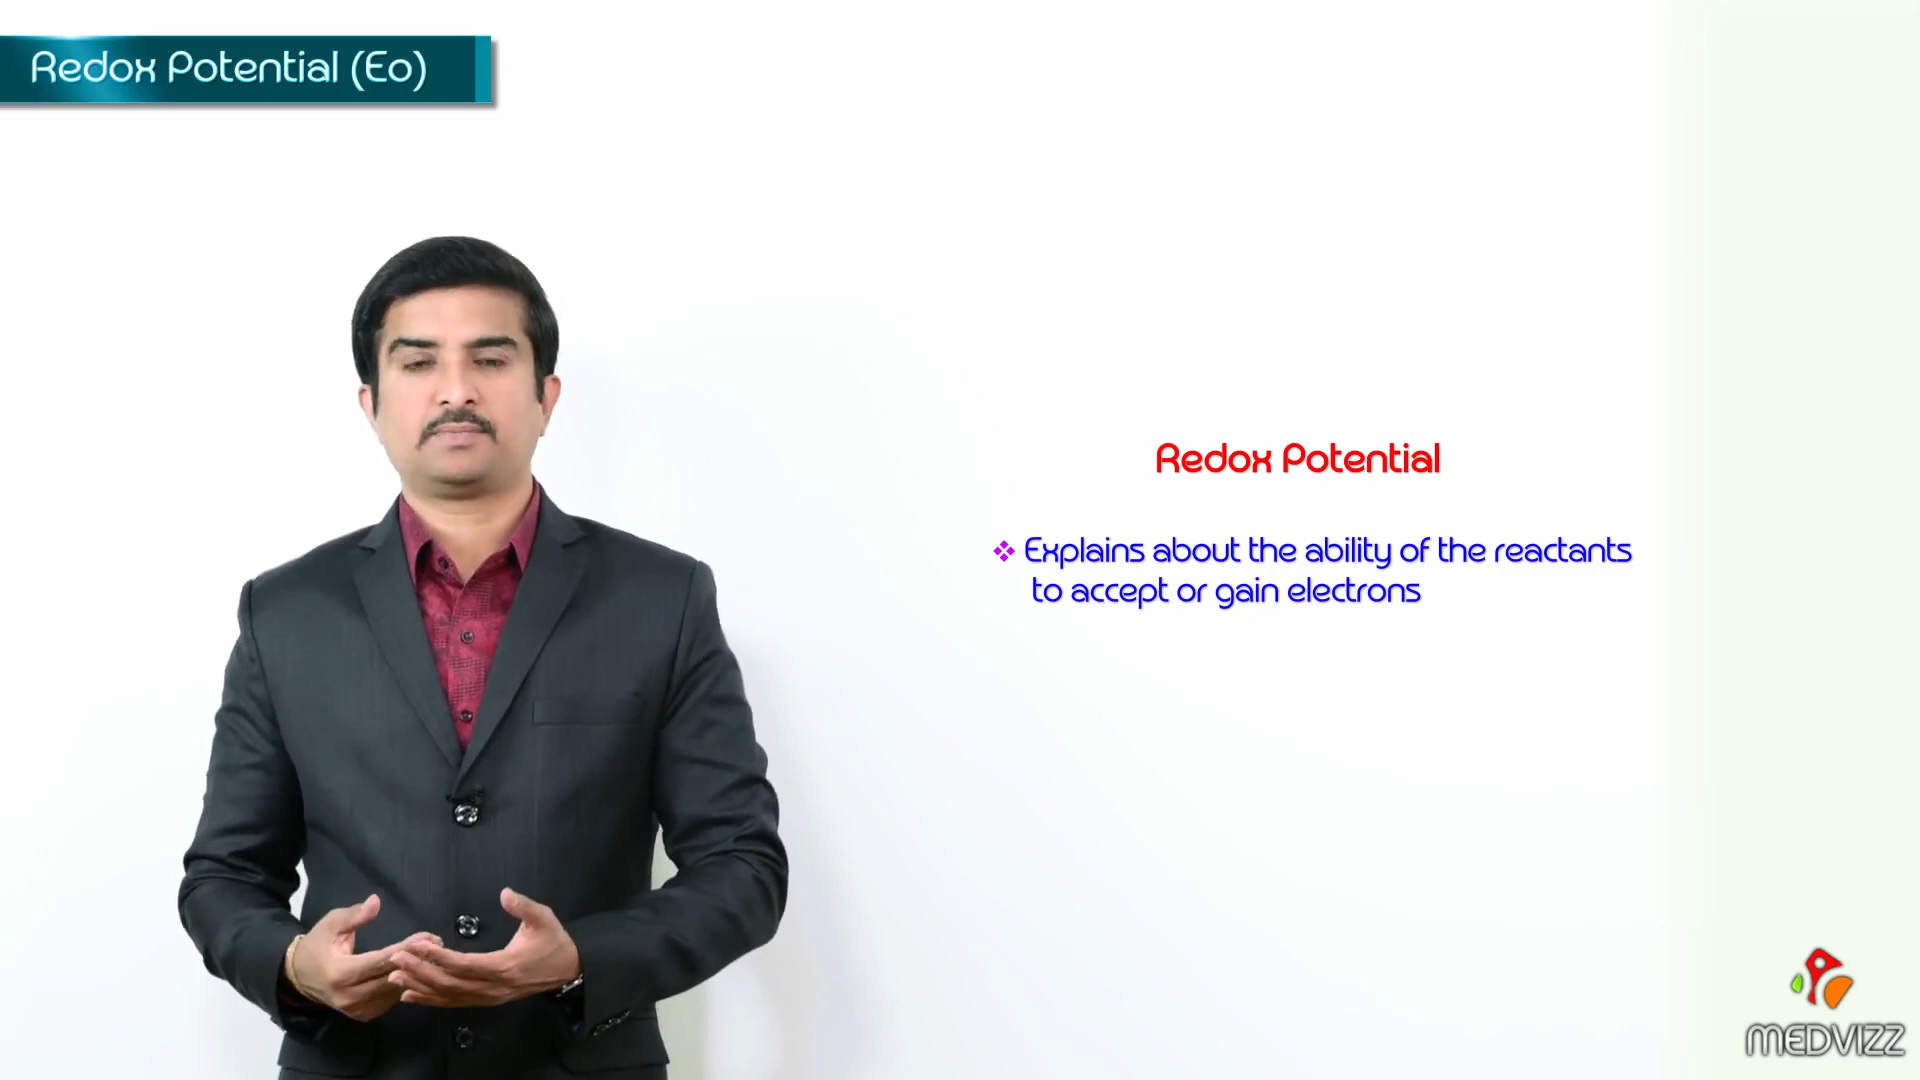 Redox Potential (Eo)
Redox Potential
Explains about the ability of the reactants
to accept or gain electrons
MEDVIZZ